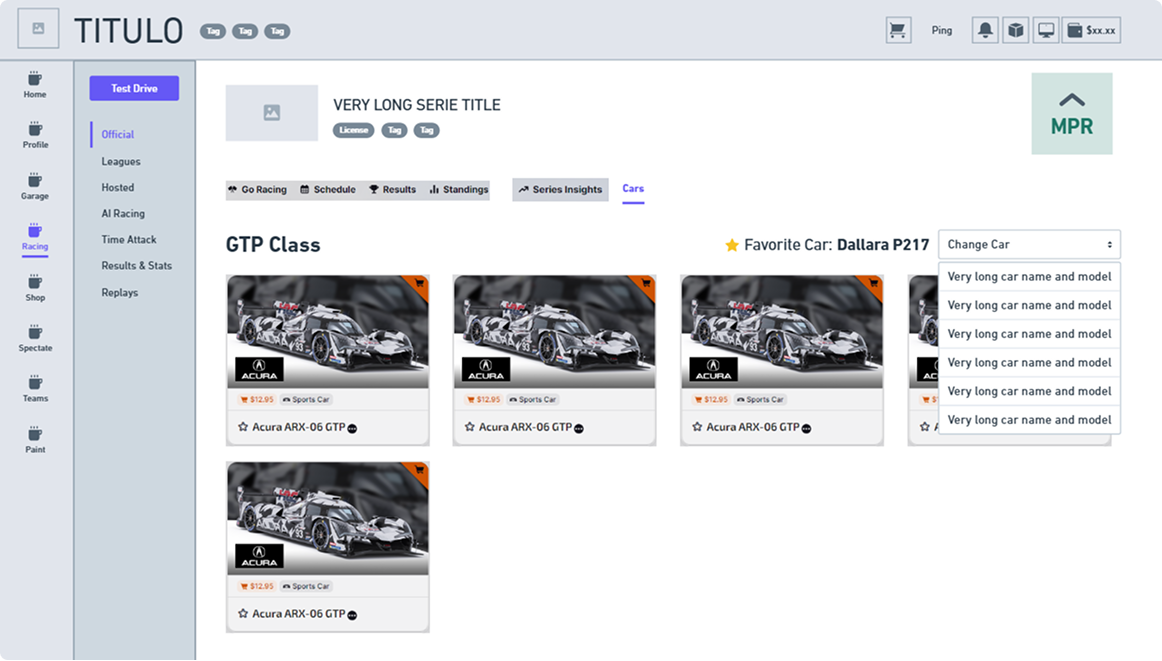 TITULO
Tag Tag Tag
Ping
$xx.xx
Home
Profile
Garage
Racing
Shop
Spectate
Teams
Paint
Test Drive
Official
Leagues
Hosted
AI Racing
Time Attack
Results & Stats
Replays
VERY LONG SERIE TITLE
License Tag Tag
MPR
Go Racing Schedule Results Standings Series Insights Cars
GTP Class
Favorite Car: Dallara P217
Change Car
Very long car name and model
Very long car name and model
Very long car name and model
Very long car name and model
Very long car name and model
Very long car name and model
ACURA
$12.95 Sports Car
Acura ARX-06 GTP
ACURA
$12.95 Sports Car
Acura ARX-06 GTP
ACURA
$12.95 Sports Car
Acura ARX-06 GTP
ACURA
$12.95 Sports Car
Acura ARX-06 GTP